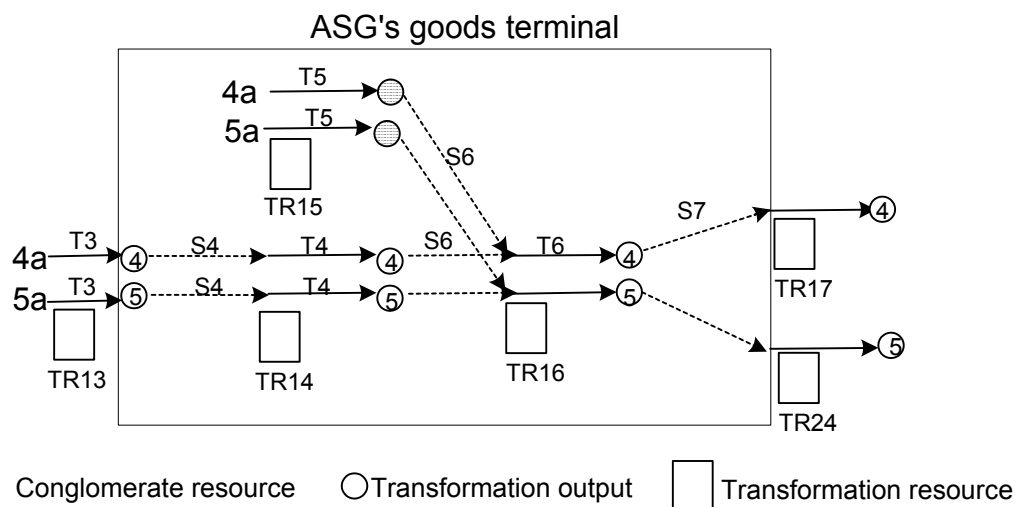 ASG's goods terminal
4a T5
5a T5
S6
TR15
S7
4
4a T3 4 S4 T4 4 S6 T6 4
TR17
5a T3 5 S4 T4 5 5
TR13 TR14 TR16
5
TR24
Conglomerate resource Transformation output Transformation resource